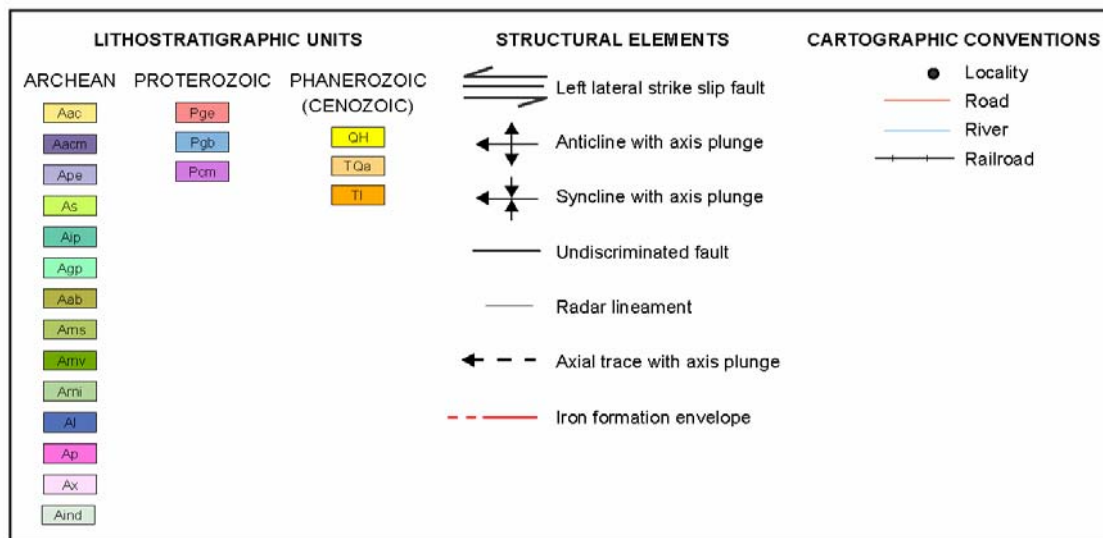 LITHOSTRATIGRAPHIC UNITS
ARCHEAN
Aac
Aacm
Ape
As
Aip
Agp
Aab
Ams
Amv
Ami
Al
Ap
Ax
Aind
PROTEROZOIC
Pge
Pgb
Pcm
PHANEROZOIC
(CENOZOIC)
QH
TQa
Tl
STRUCTURAL ELEMENTS
Left lateral strike slip fault
Anticline with axis plunge
Syncline with axis plunge
Undiscriminated fault
Radar lineament
Axial trace with axis plunge
Iron formation envelope
CARTOGRAPHIC CONVENTIONS
Locality
Road
River
Railroad